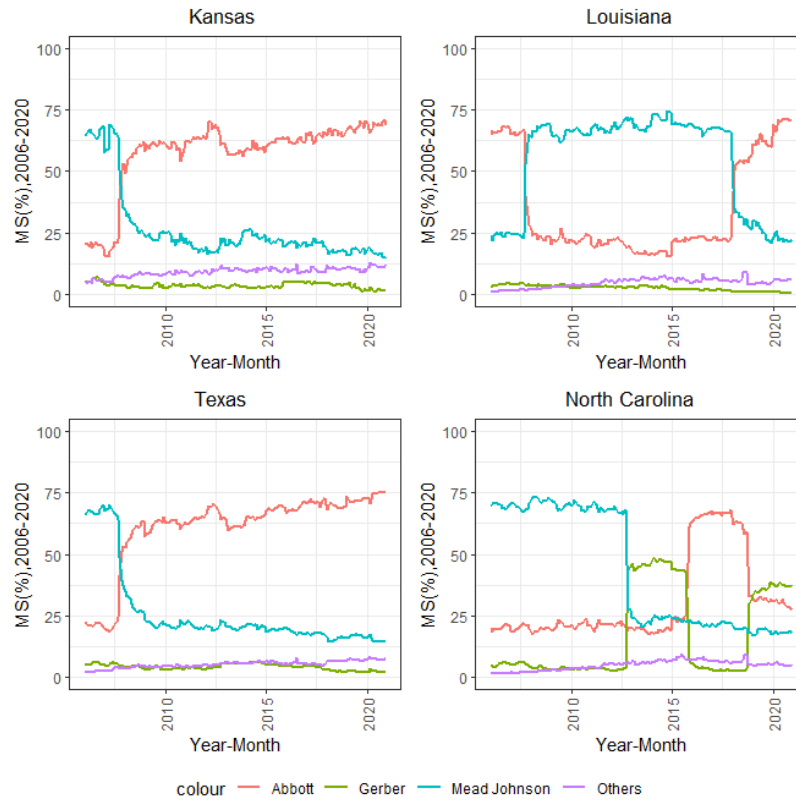 Kansas
Louisiana
MS(%),2006-2020
100
75
50
25
0
2010
2015
2020
Year-Month
MS(%),2006-2020
100
75
50
25
0
2010
2015
2020
Year-Month
Texas
North Carolina
MS(%),2006-2020
100
75
50
25
0
2010
2015
2020
Year-Month
MS(%),2006-2020
100
75
50
25
0
2010
2015
2020
Year-Month
colour Abbott Gerber Mead Johnson Others